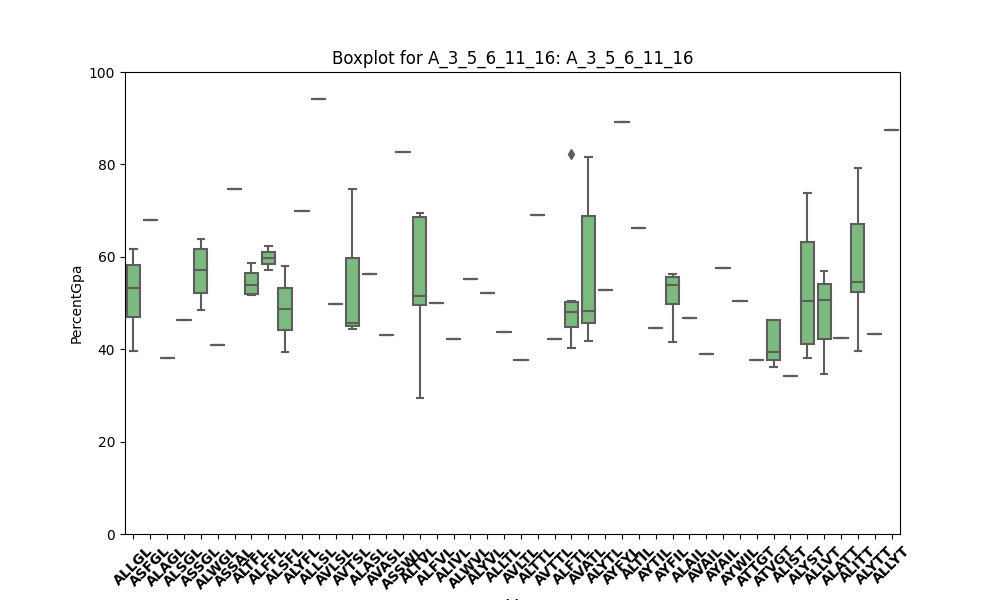 Boxplot for A_3_5_6_11_16: A_3_5_6_11_16
100
80
60
40
20
0
PercentGpa
ALLGL
ASFGL
ALAGL
ALSGL
ASSGL
ALWGL
ASSAL
ALTFL
ALFFL
ALSFL
ALYFL
ALLSL
AVLSL
AVTSL
ALASL
AVASL
ASSWL
ALFVL
ALIVL
ALWVL
ALYVL
ALLTL
AVLTL
ALTTL
AVTTL
ALFTL
AVATL
ALYTL
AYFYL
ALTIL
AYTIL
AYFIL
ALAIL
AVAIL
AYAIL
AYWIL
ATTGT
ATVGT
ALIST
ALYST
ALLVT
ALATT
ALITT
ALYTT
ALLYT